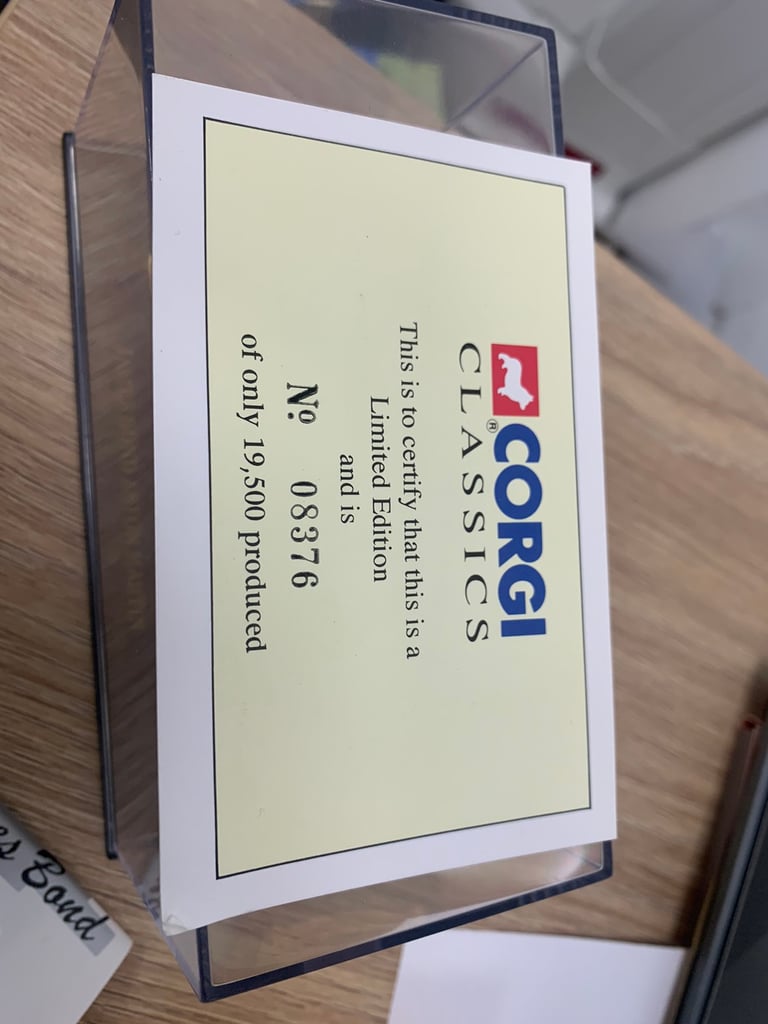 CORGI®
CLASSICS
This is to certify that this is a
Limited Edition
and is
Nº 08376
of only 19,500 produced
Bond